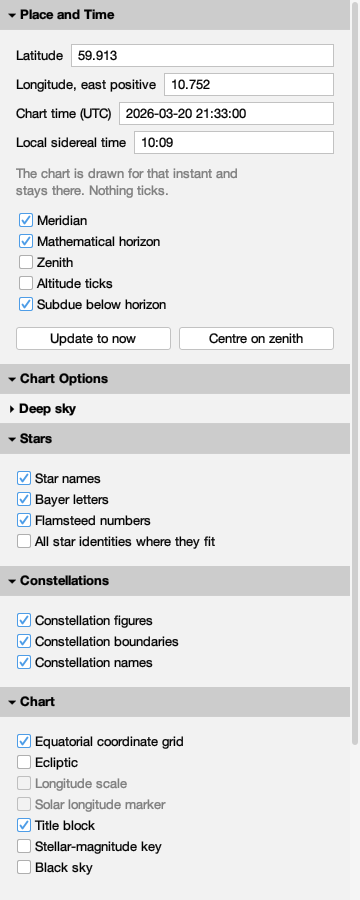 Place and Time
Latitude 59.913
Longitude, east positive 10.752
Chart time (UTC) 2026-03-20 21:33:00
Local sidereal time 10:09
The chart is drawn for that instant and
stays there. Nothing ticks.
Meridian
Mathematical horizon
Zenith
Altitude ticks
Subdue below horizon
Update to now Centre on zenith
Chart Options
Deep sky
Stars
Star names
Bayer letters
Flamsteed numbers
All star identities where they fit
Constellations
Constellation figures
Constellation boundaries
Constellation names
Chart
Equatorial coordinate grid
Ecliptic
Longitude scale
Solar longitude marker
Title block
Stellar-magnitude key
Black sky